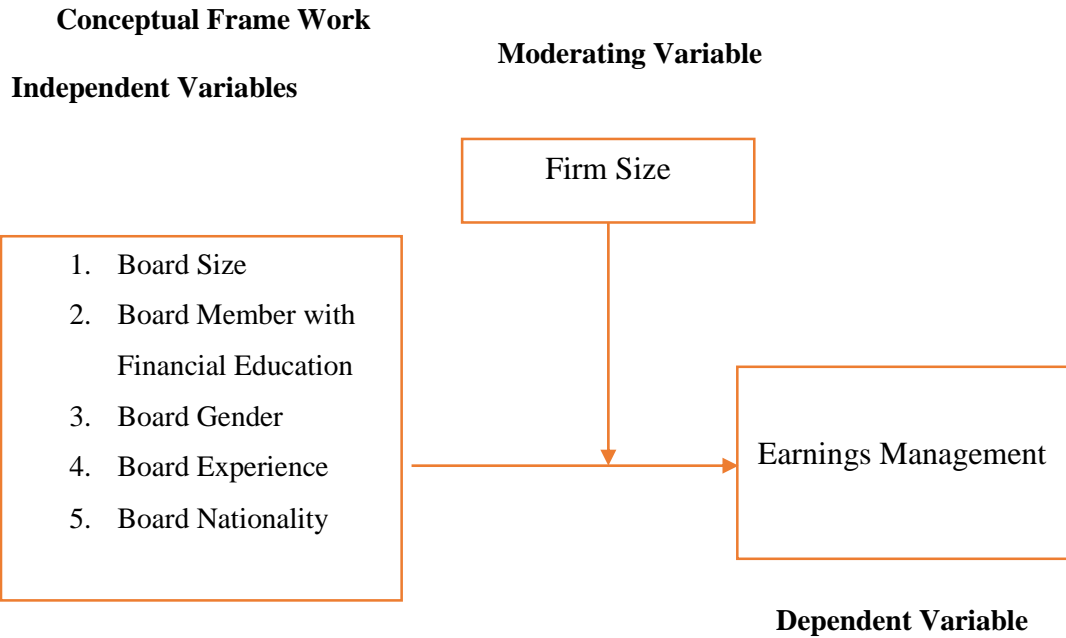 Conceptual Frame Work
Moderating Variable
Independent Variables
Firm Size
1. Board Size
2. Board Member with
Financial Education
3. Board Gender
4. Board Experience
5. Board Nationality
Earnings Management
Dependent Variable